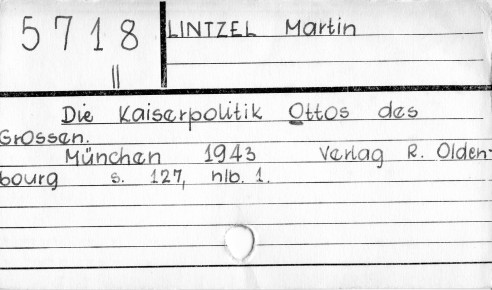 5718 LINTZEL Martin
II
Die Kaiserpolitik Ottos des
Grossen.
München 1943 Verlag R. Olden-
bourg s. 127, nlb. 1.